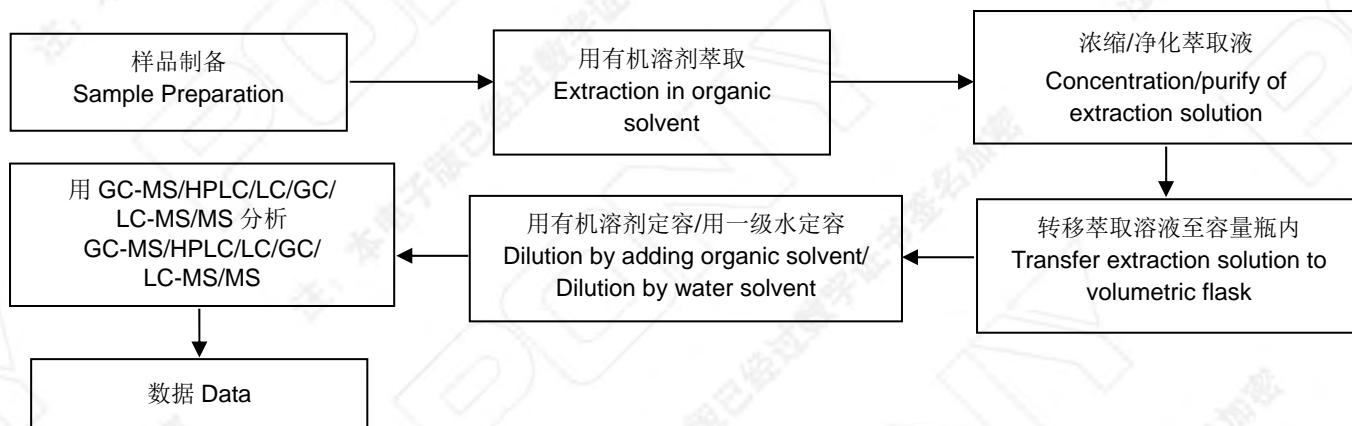 样品制备
Sample Preparation
用有机溶剂萃取
Extraction in organic
solvent
浓缩/净化萃取液
Concentration/purify of
extraction solution
转移萃取溶液至容量瓶内
Transfer extraction solution to
volumetric flask
用有机溶剂定容/用一级水定容
Dilution by adding organic solvent/
Dilution by water solvent
用 GC-MS/HPLC/LC/GC/
LC-MS/MS 分析
GC-MS/HPLC/LC/GC/
LC-MS/MS
数据 Data